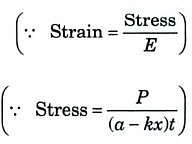 (∵ Strain = Stress / E)
(∵ Stress = P / (a − kx)t)